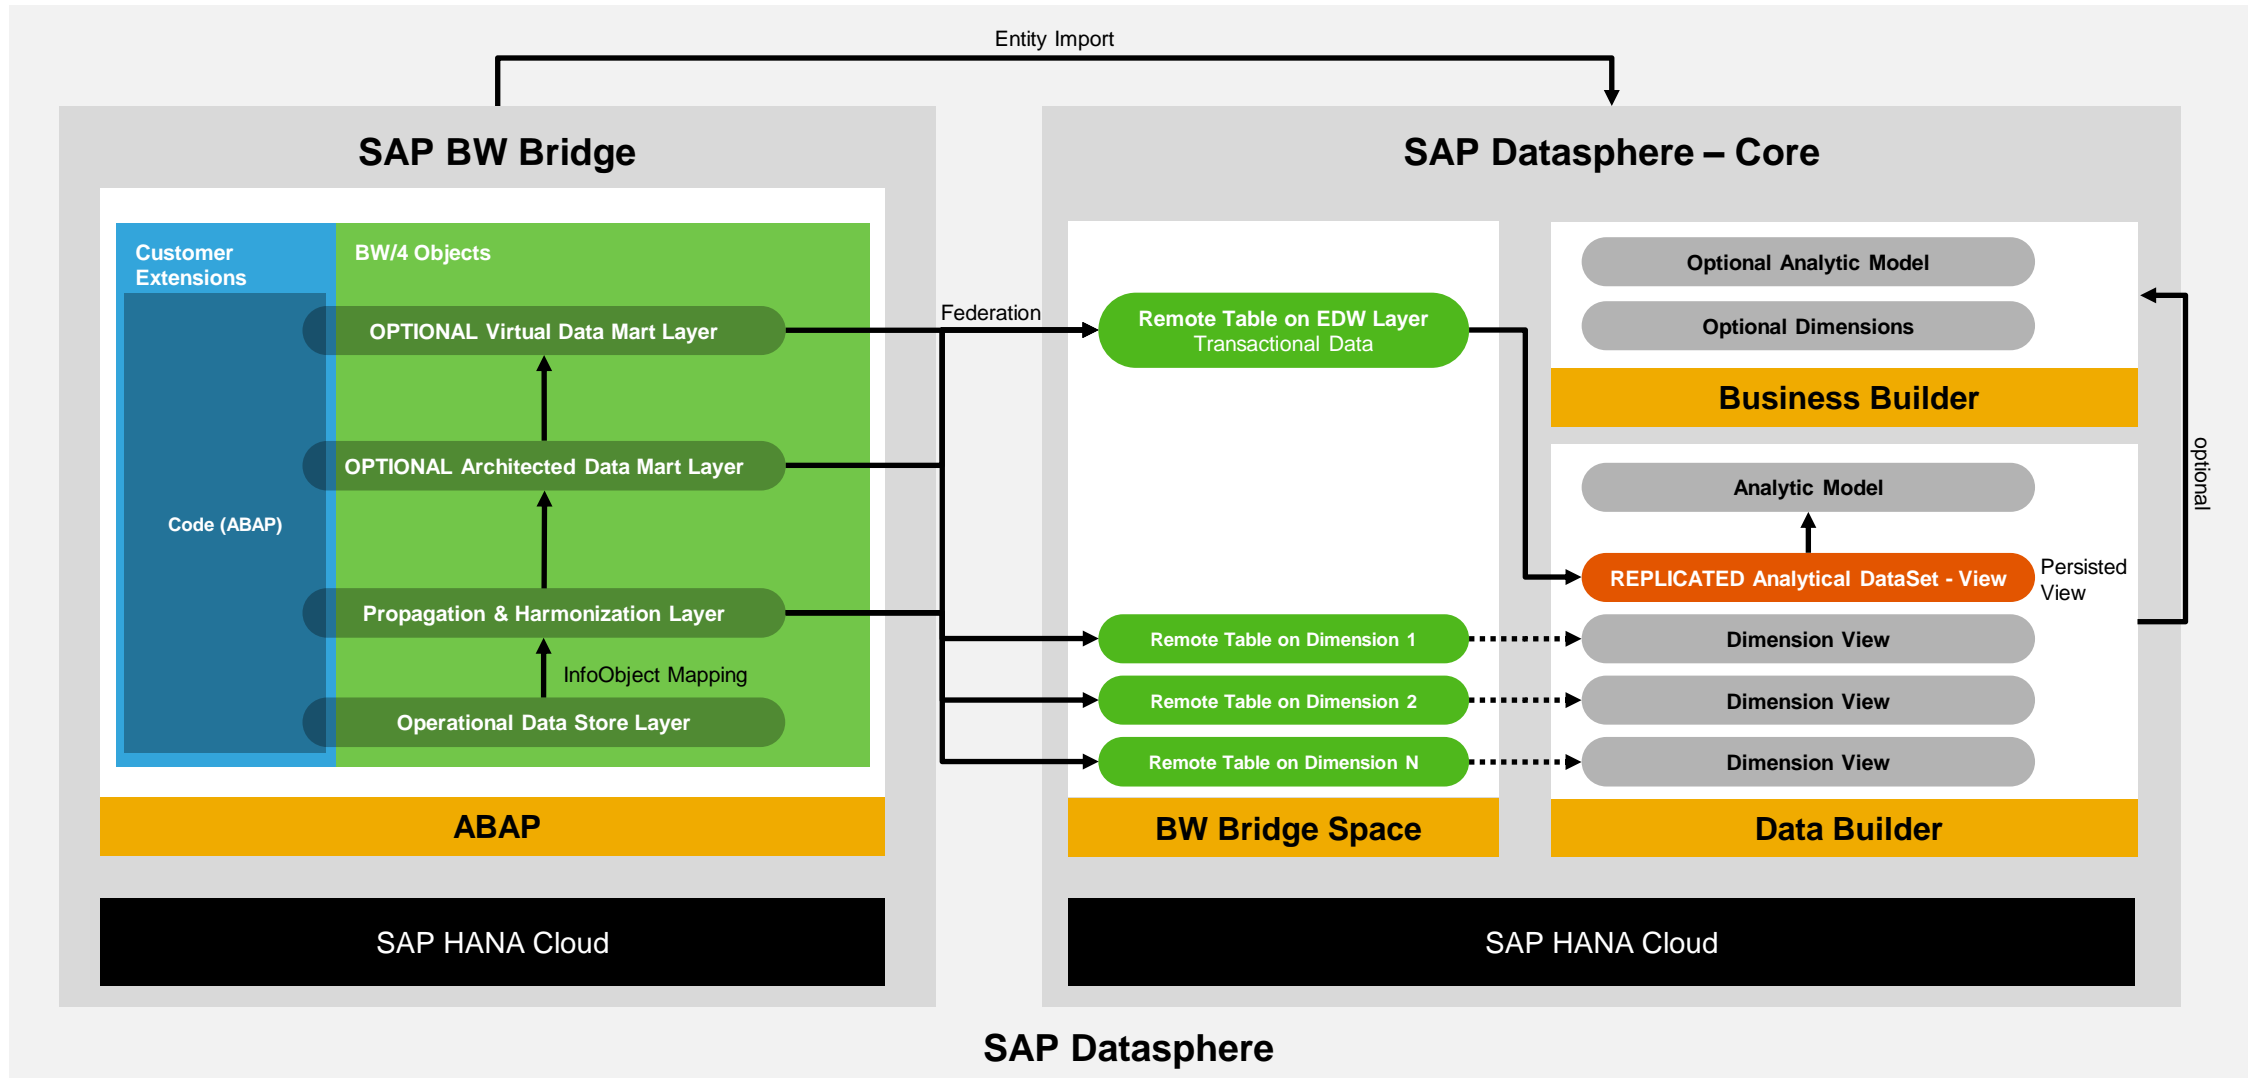 Entity Import
SAP BW Bridge
Customer
Extensions
BW/4 Objects
OPTIONAL Virtual Data Mart Layer
OPTIONAL Architected Data Mart Layer
Code (ABAP)
Propagation & Harmonization Layer
InfoObject Mapping
Operational Data Store Layer
ABAP
SAP HANA Cloud
Federation
SAP Datasphere – Core
Remote Table on EDW Layer
Transactional Data
Remote Table on Dimension 1
Remote Table on Dimension 2
Remote Table on Dimension N
BW Bridge Space
Optional Analytic Model
Optional Dimensions
Business Builder
Analytic Model
REPLICATED Analytical DataSet - View
Persisted
View
Dimension View
Dimension View
Dimension View
Data Builder
optional
SAP HANA Cloud
SAP Datasphere